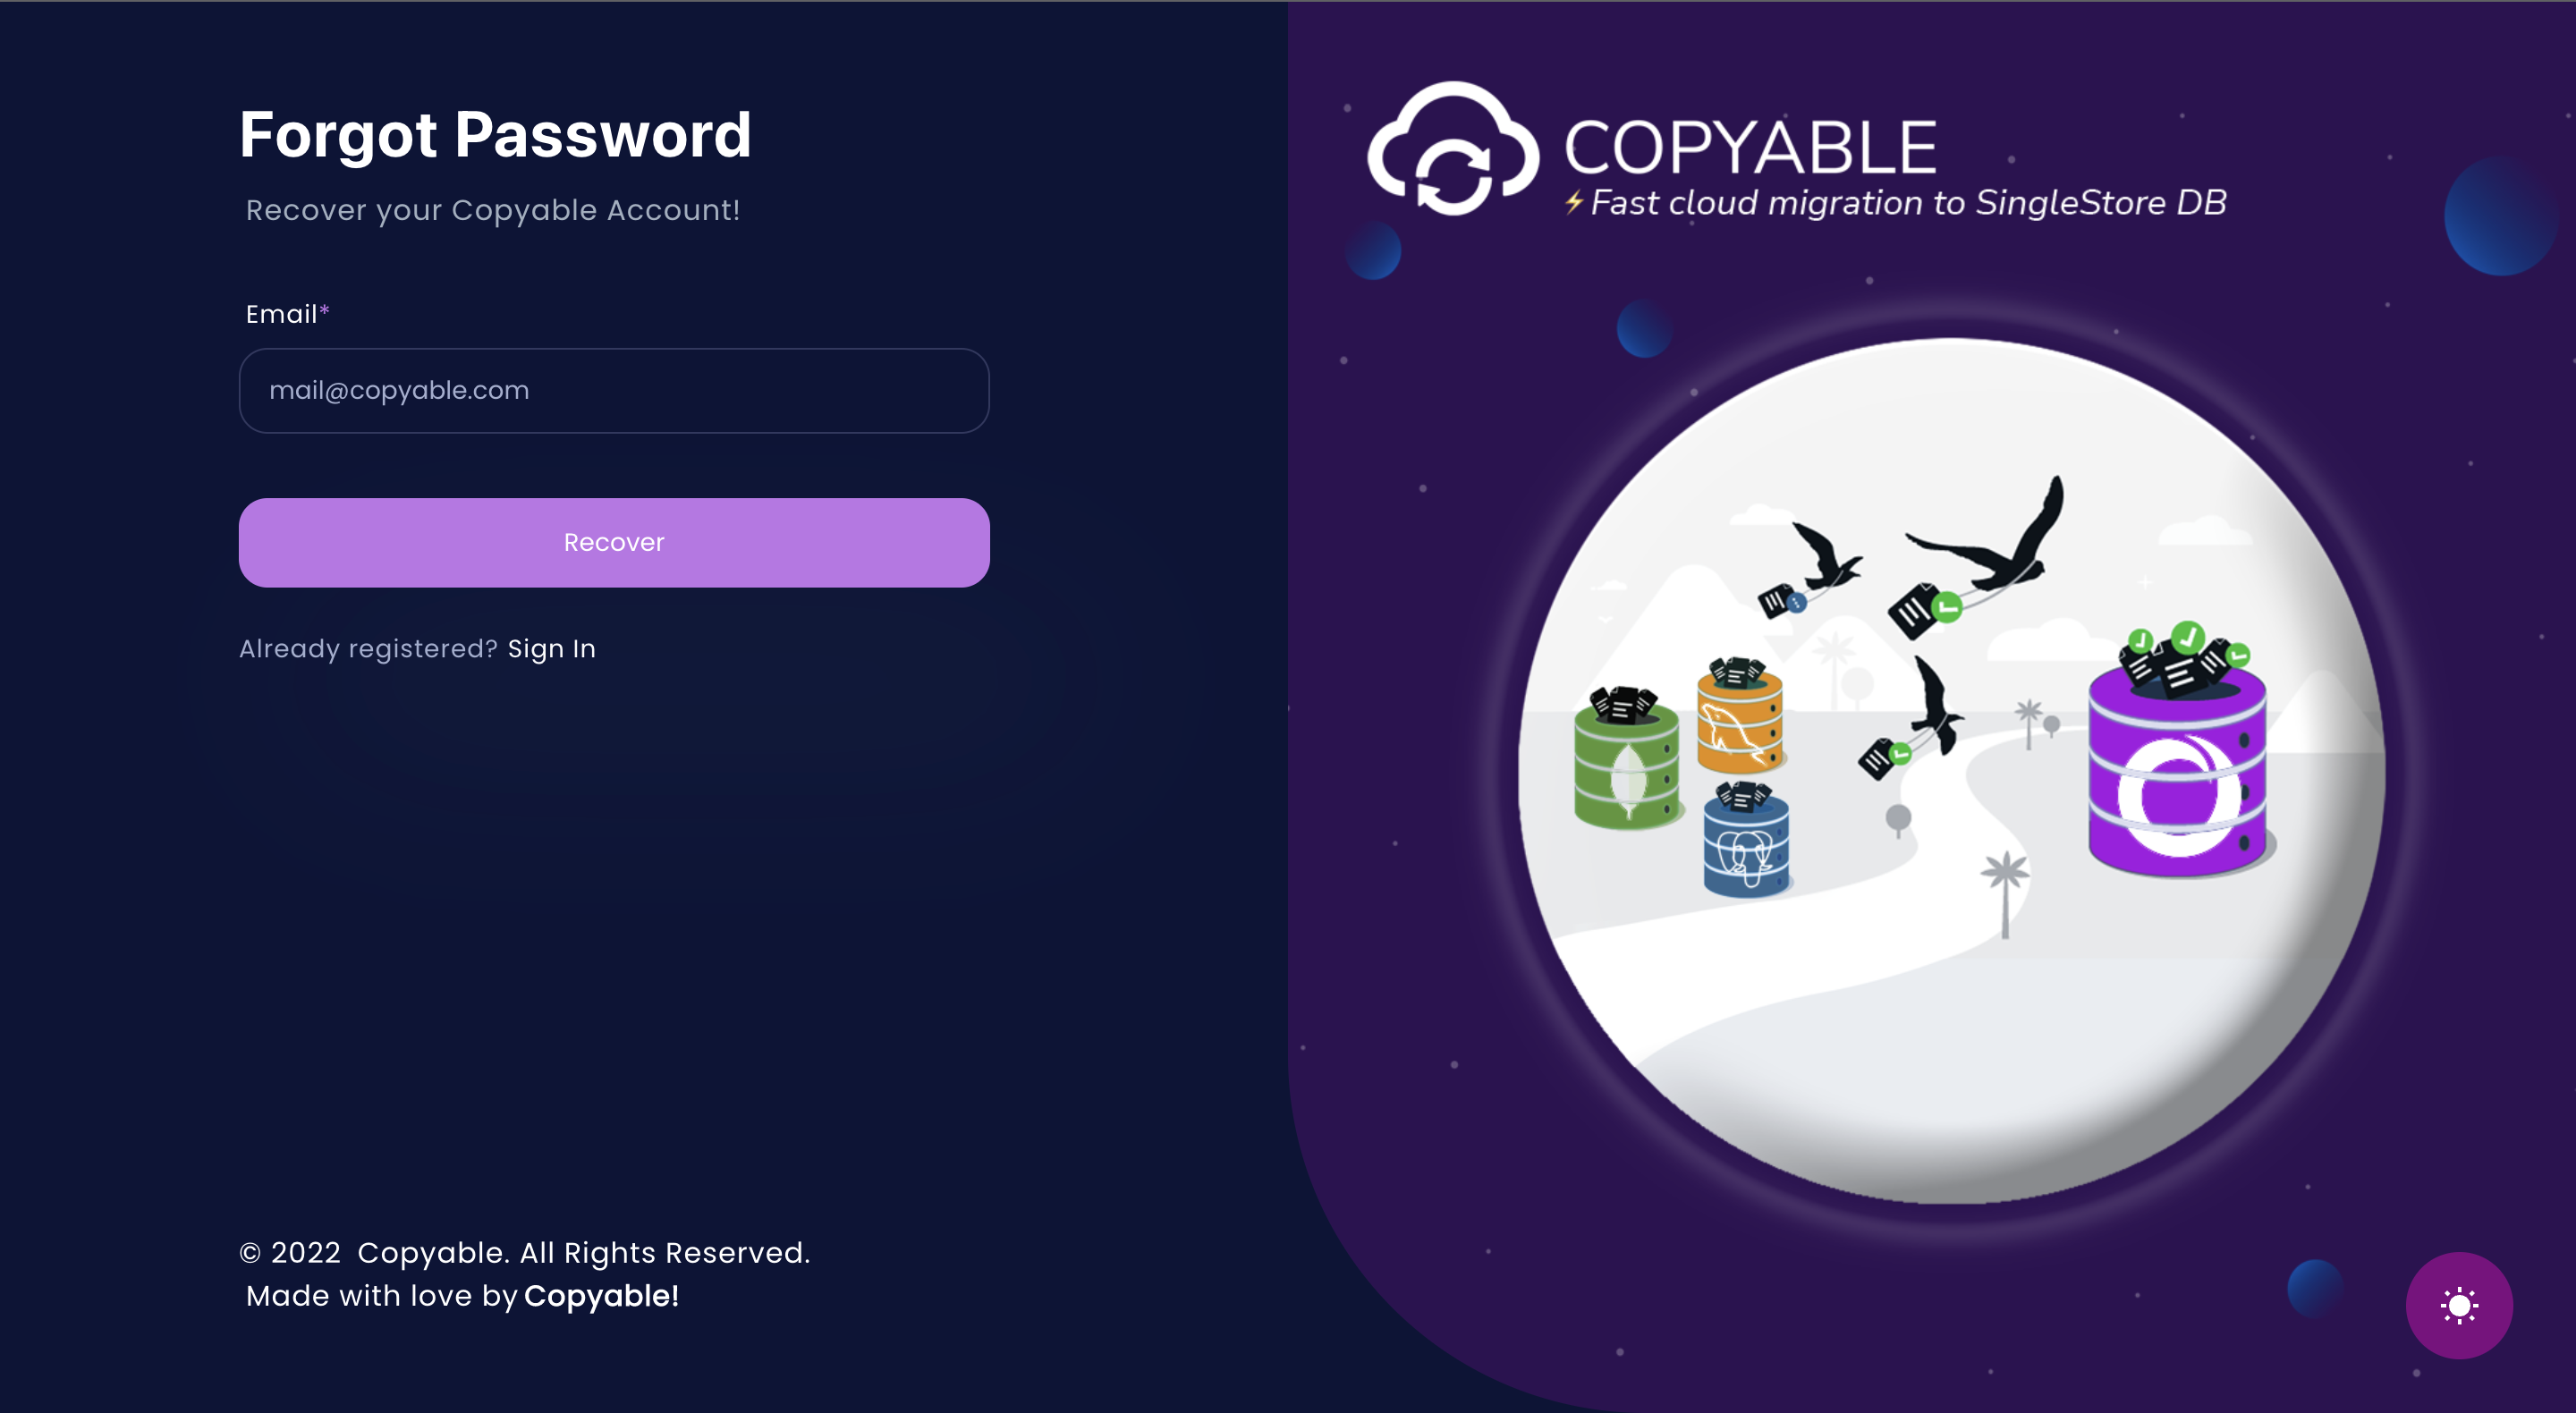 Forgot Password
Recover your Copyable Account!
Email*
mail@copyable.com
Recover
Already registered? Sign In
© 2022 Copyable. All Rights Reserved.
Made with love by Copyable!
COPYABLE
⚡Fast cloud migration to SingleStore DB